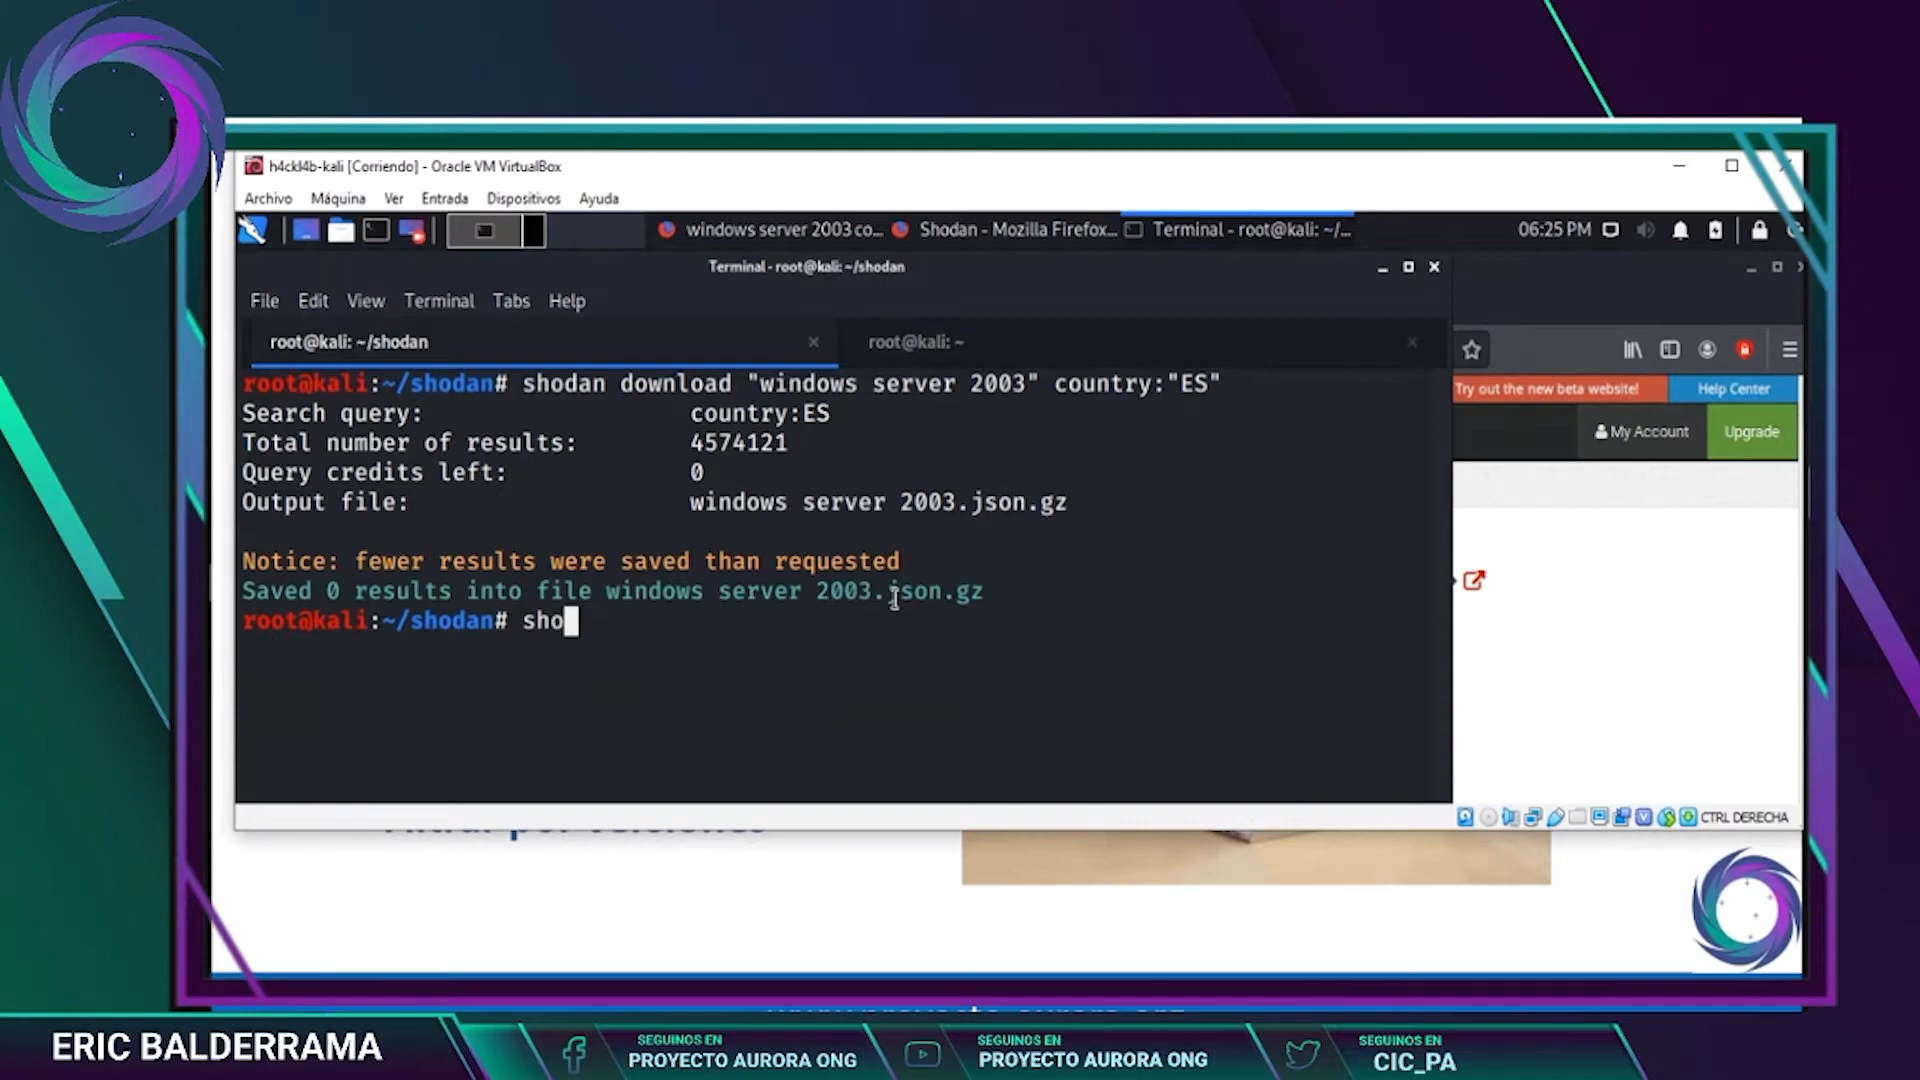 h4ckl4b-kali [Corriendo] - Oracle VM VirtualBox
Archivo Máquina Ver Entrada Dispositivos Ayuda
windows server 2003 co... Shodan - Mozilla Firefox... Terminal - root@kali: ~/... 06:25 PM
Terminal - root@kali: ~/shodan
File Edit View Terminal Tabs Help
root@kali: ~/shodan
root@kali: ~
root@kali:~/shodan# shodan download "windows server 2003" country:"ES"
Search query: country:ES
Total number of results: 4574121
Query credits left: 0
Output file: windows server 2003.json.gz
Notice: fewer results were saved than requested
Saved 0 results into file windows server 2003.json.gz
root@kali:~/shodan# sho
Try out the new beta website! Help Center
My Account Upgrade
CTRL DERECHA
ERIC BALDERRAMA
SEGUINOS EN
PROYECTO AURORA ONG
SEGUINOS EN
PROYECTO AURORA ONG
SEGUINOS EN
CIC_PA